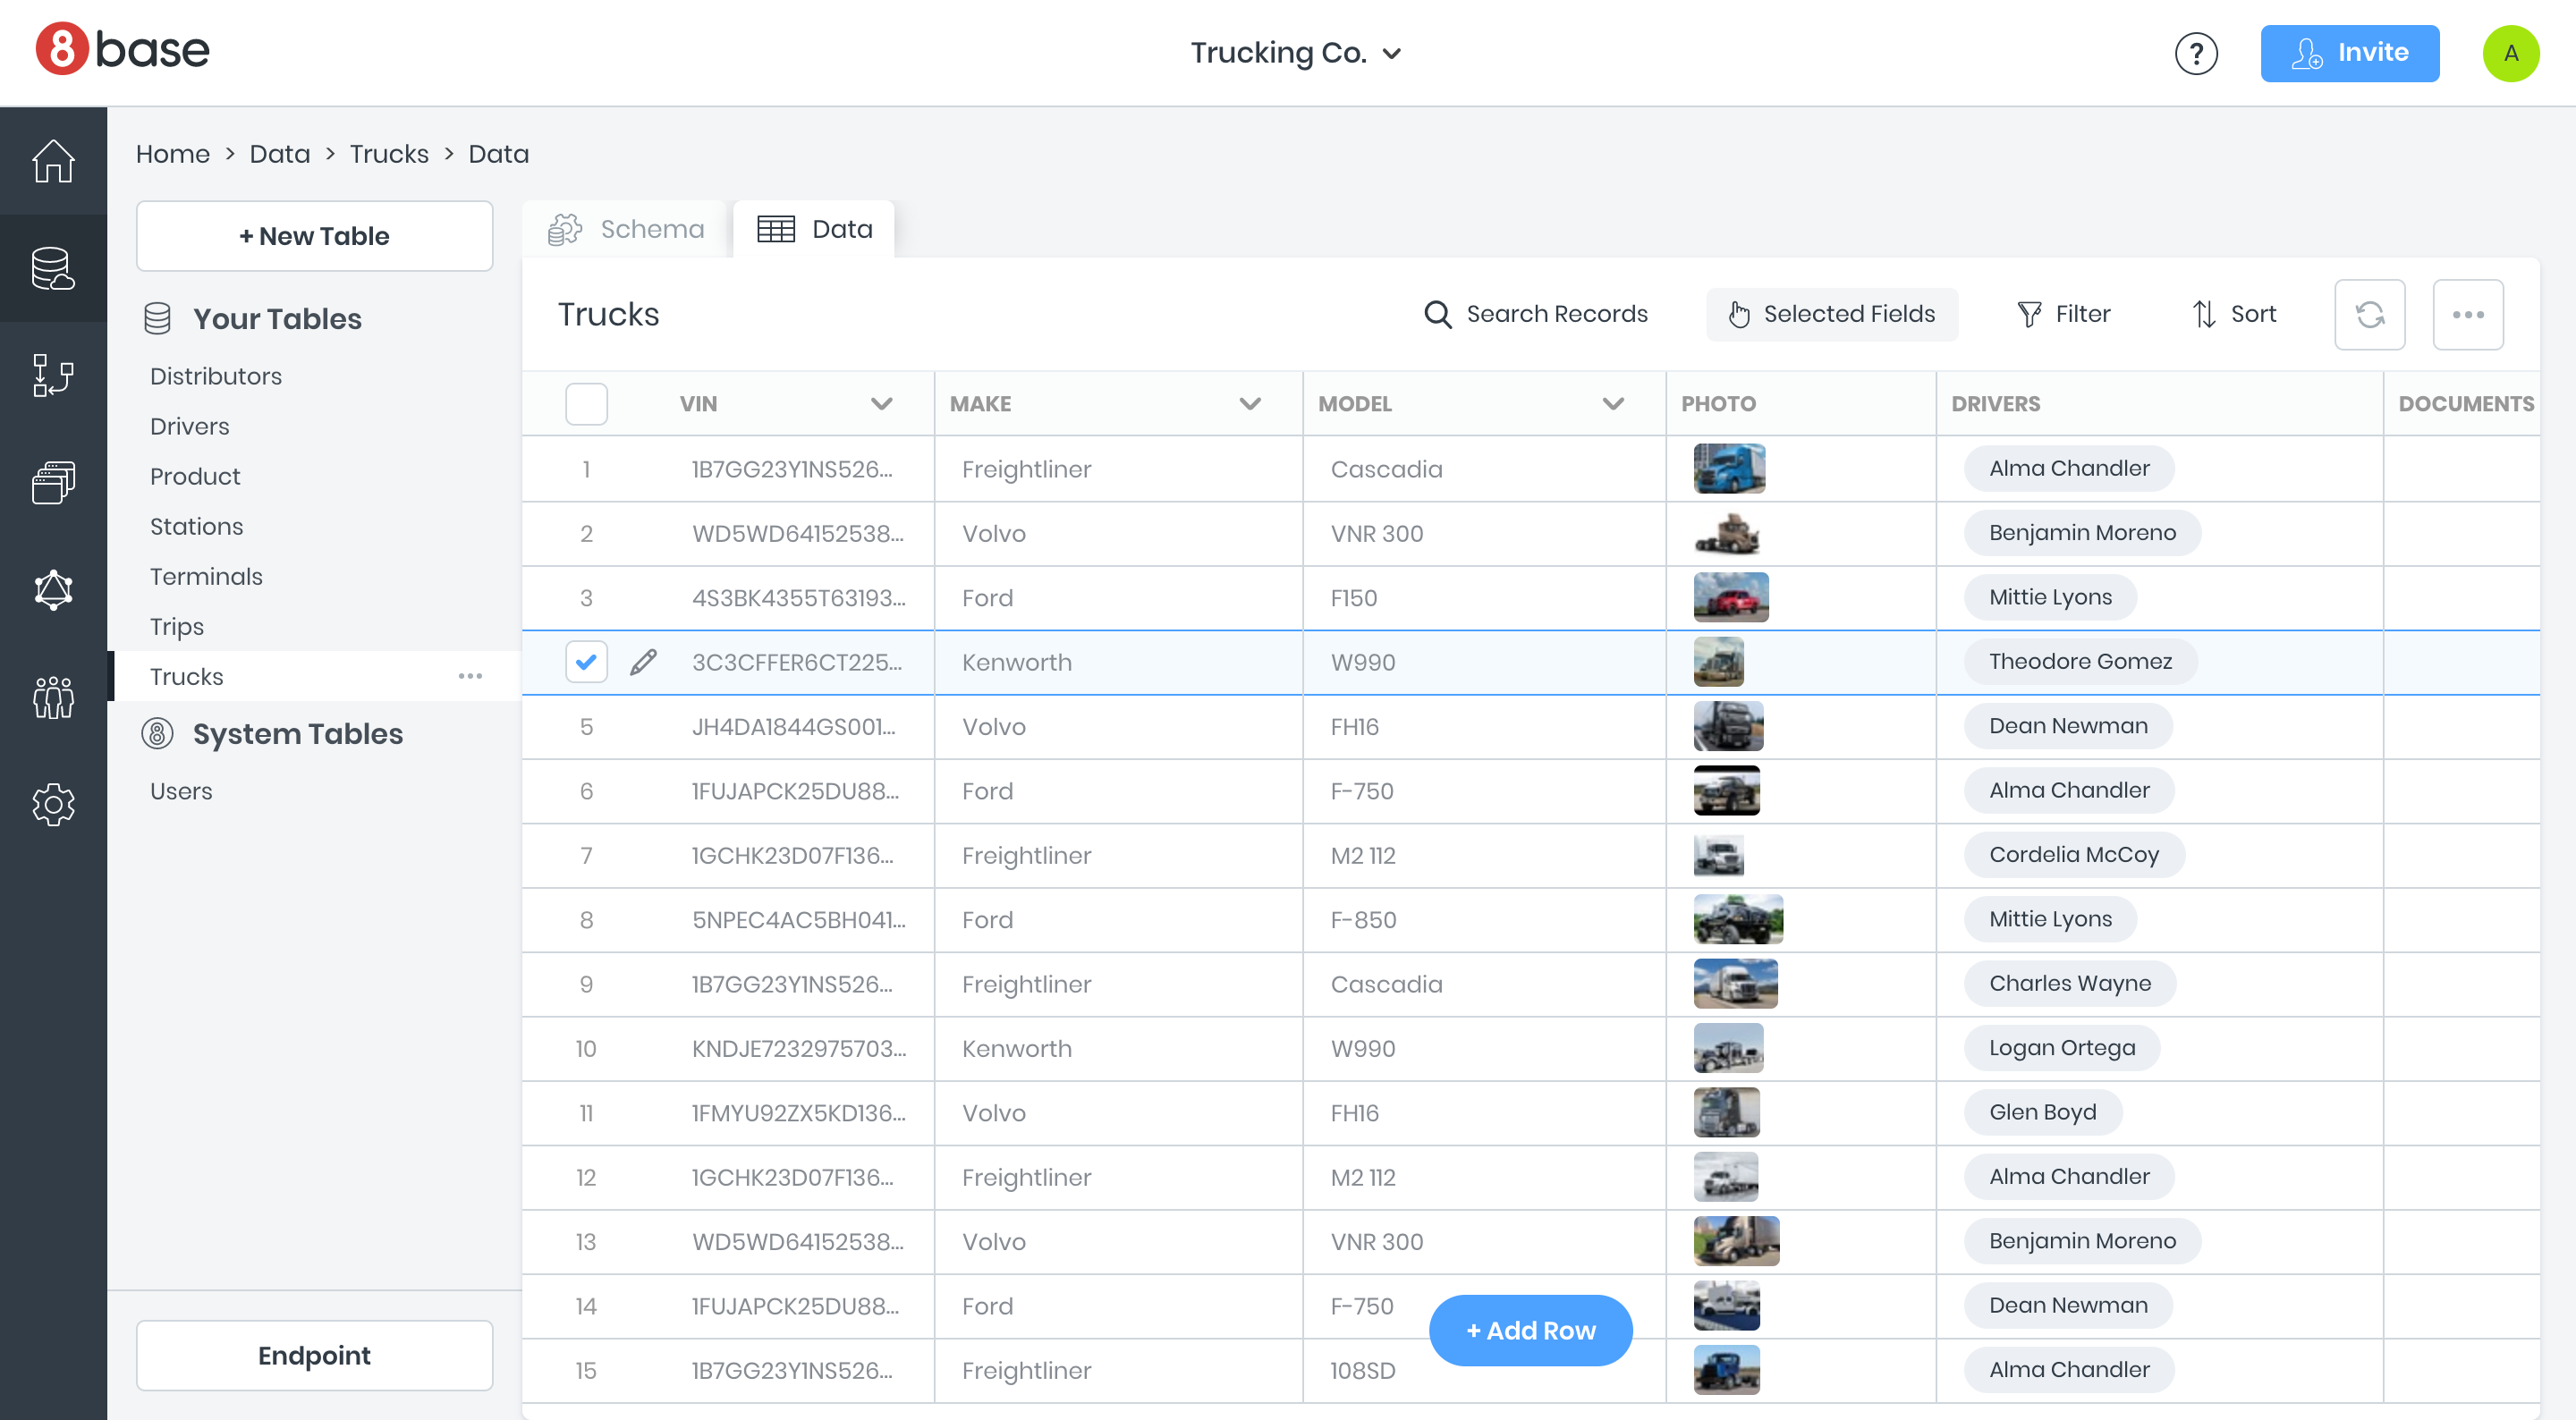 8base
Trucking Co.
?
Invite
A
Home > Data > Trucks > Data
+ New Table
Your Tables
Distributors
Drivers
Product
Stations
Terminals
Trips
Trucks
8
System Tables
Users
Endpoint
Schema
Data
Trucks
Search Records
Selected Fields
Filter
Sort
VIN MAKE MODEL PHOTO DRIVERS DOCUMENTS
1 1B7GG23Y1NS526... Freightliner Cascadia Alma Chandler
2 WD5WD64152538... Volvo VNR 300 Benjamin Moreno
3 4S3BK4355T63193... Ford F150 Mittie Lyons
3C3CFFER6CT225... Kenworth W990 Theodore Gomez
5 JH4DA1844GS001... Volvo FH16 Dean Newman
6 1FUJAPCK25DU88... Ford F-750 Alma Chandler
7 1GCHK23D07F136... Freightliner M2 112 Cordelia McCoy
8 5NPEC4AC5BH041... Ford F-850 Mittie Lyons
9 1B7GG23Y1NS526... Freightliner Cascadia Charles Wayne
10 KNDJE7232975703... Kenworth W990 Logan Ortega
11 1FMYU92ZX5KD136... Volvo FH16 Glen Boyd
12 1GCHK23D07F136... Freightliner M2 112 Alma Chandler
13 WD5WD64152538... Volvo VNR 300 Benjamin Moreno
14 1FUJAPCK25DU88... Ford F-750 Dean Newman
+ Add Row
15 1B7GG23Y1NS526... Freightliner 108SD Alma Chandler